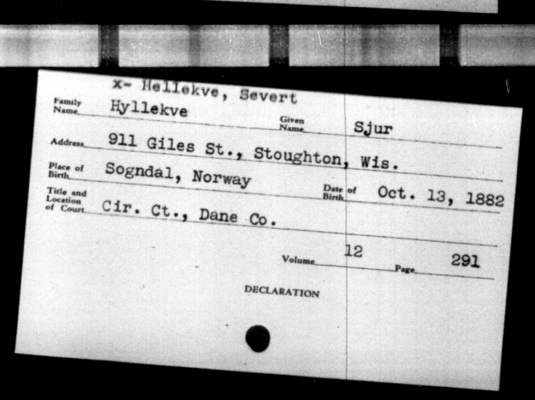 x- Hellekve, Severt
Family Name Hyllekve Given Name Sjur
Address 911 Giles St., Stoughton, Wis.
Place of Birth Sogndal, Norway Date of Birth Oct. 13, 1882
Title and Location of Court Cir. Ct., Dane Co.
Volume 12 Page 291
DECLARATION